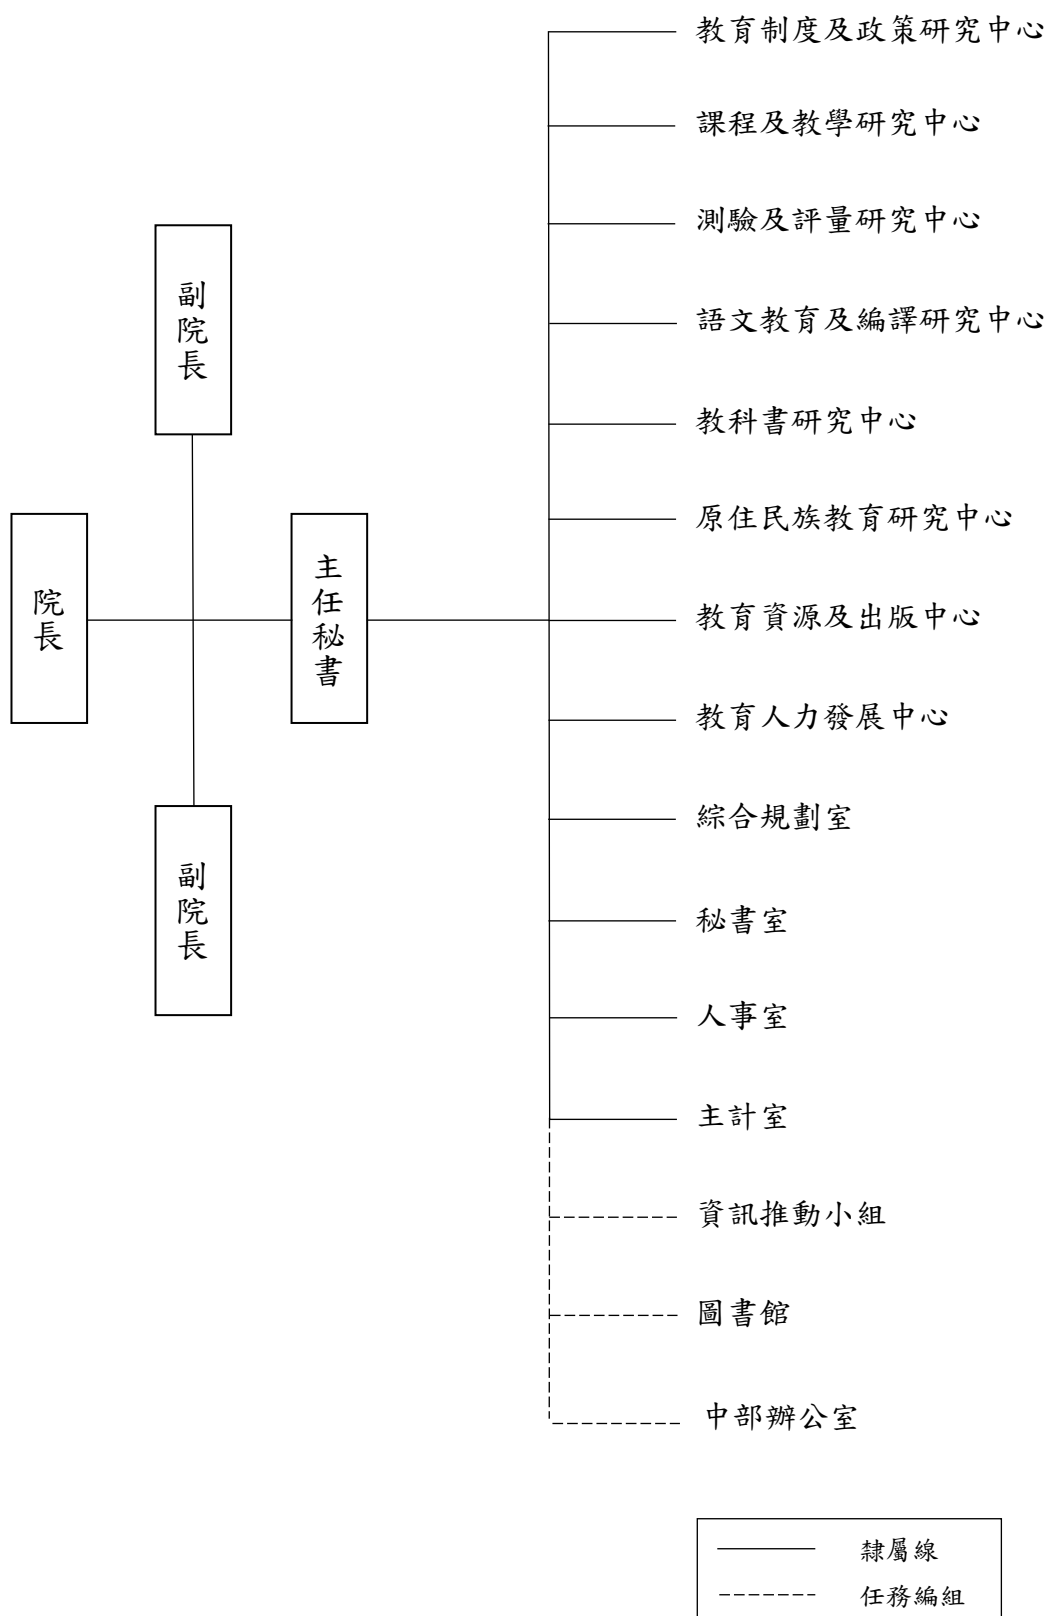 副院長
院長
主任秘書
副院長
教育制度及政策研究中心
課程及教學研究中心
測驗及評量研究中心
語文教育及編譯研究中心
教科書研究中心
原住民族教育研究中心
教育資源及出版中心
教育人力發展中心
綜合規劃室
秘書室
人事室
主計室
資訊推動小組
圖書館
中部辦公室
隸屬線
任務編組